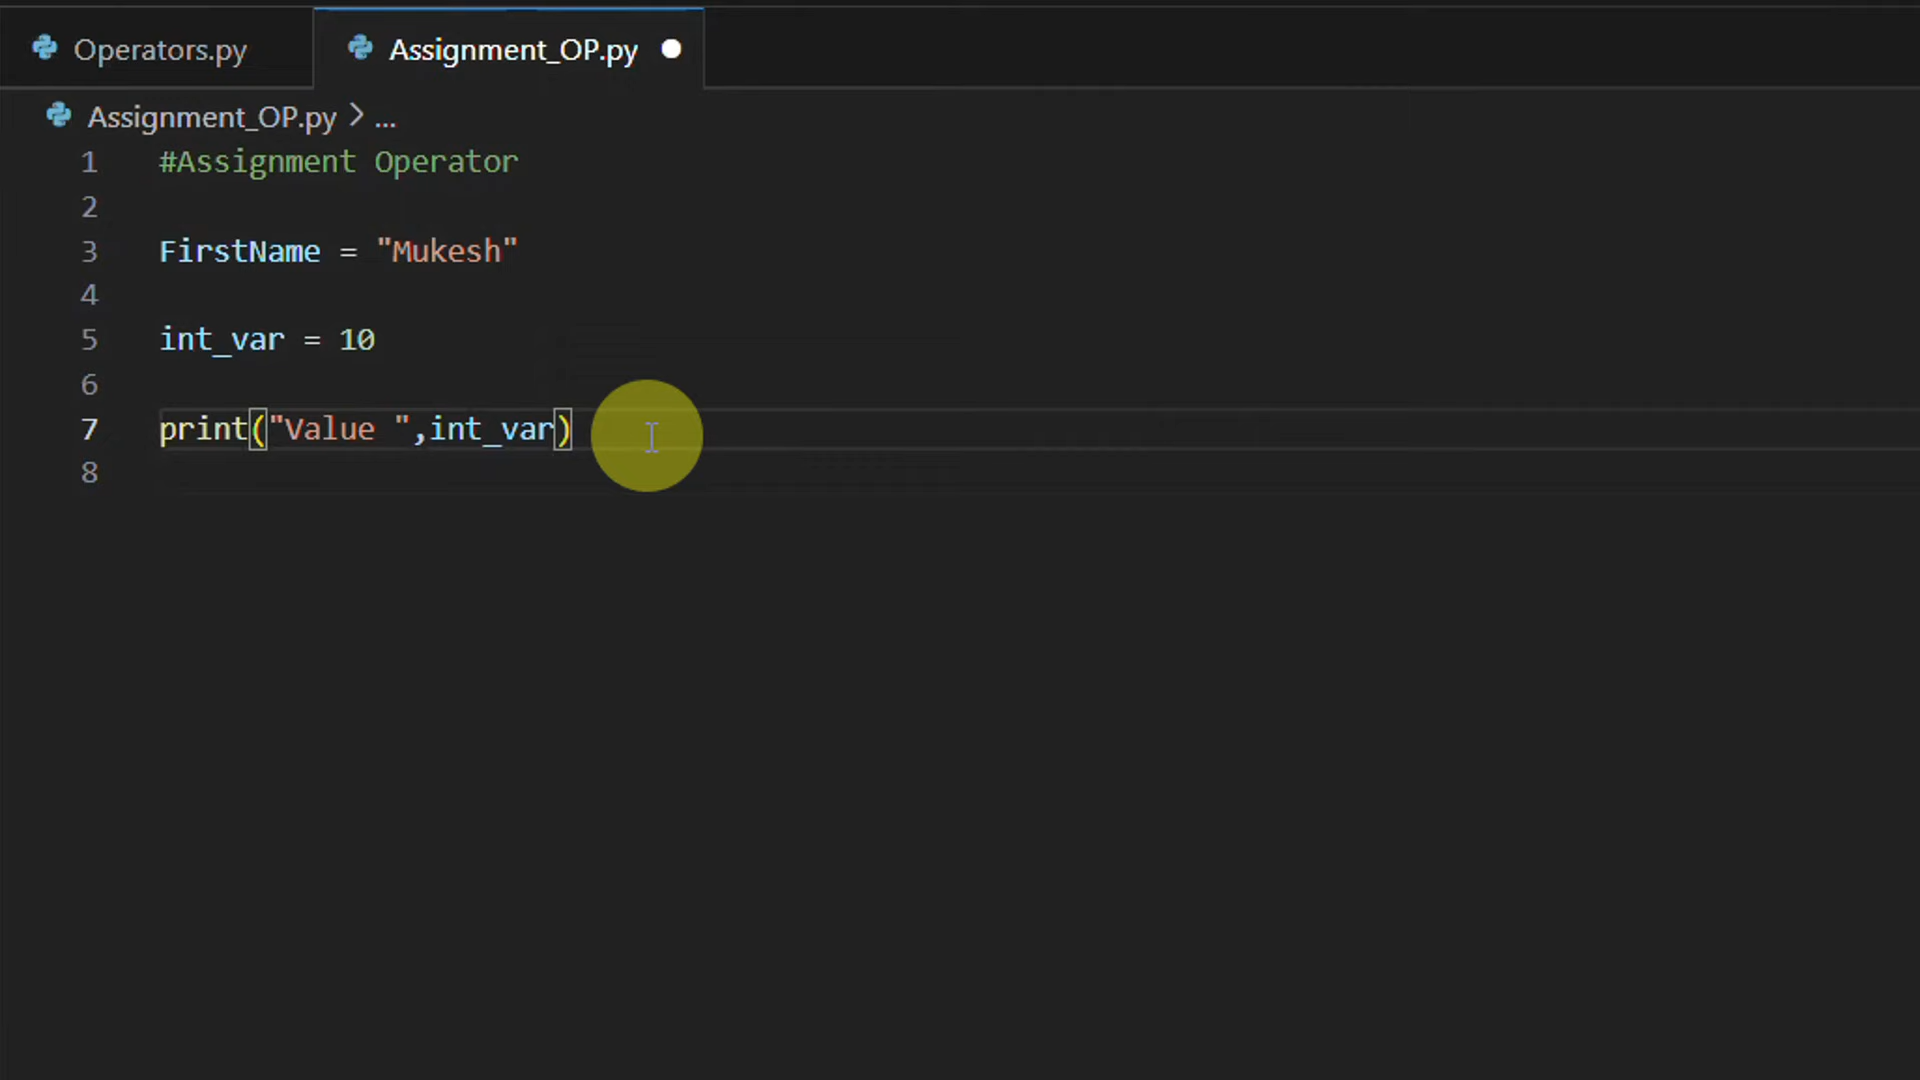 Operators.py Assignment_OP.py
Assignment_OP.py > ...
1 #Assignment Operator
2
3 FirstName = "Mukesh"
4
5 int_var = 10
6
7 print("Value ",int_var)
8